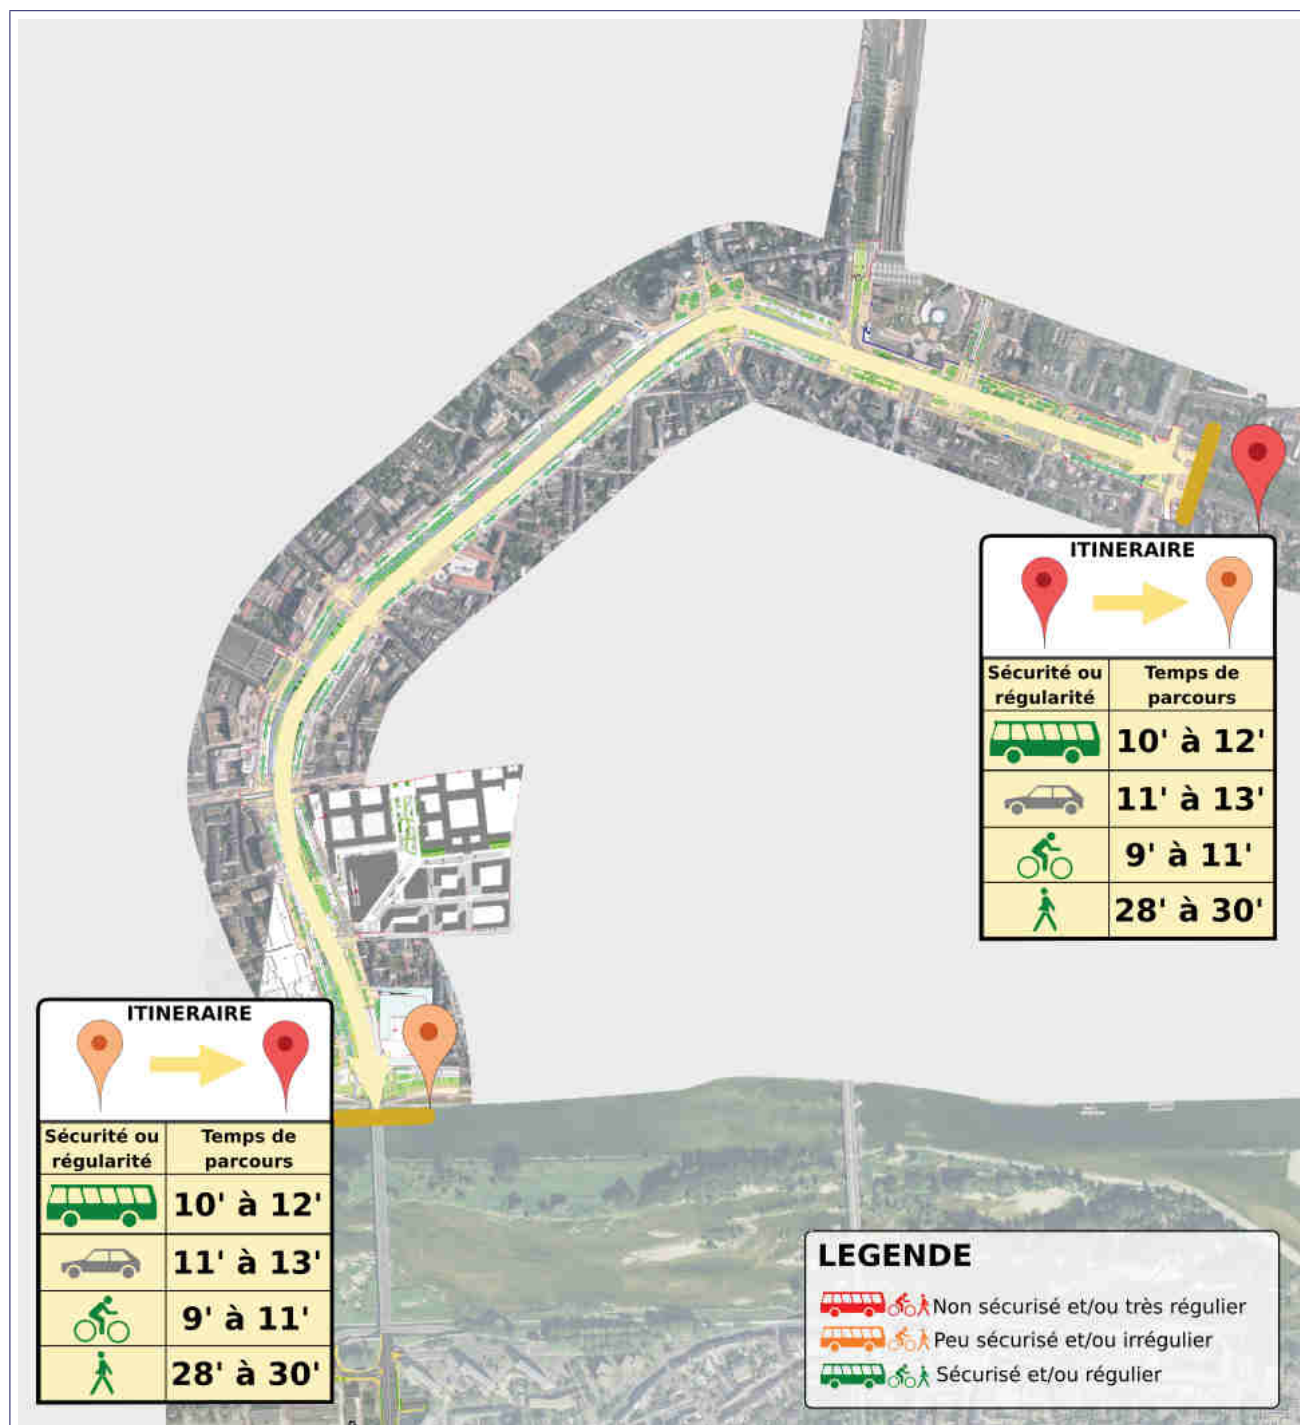 ITINERAIRE
Sécurité ou régularité
Temps de parcours
10' à 12'
11' à 13'
9' à 11'
28' à 30'
ITINERAIRE
Sécurité ou régularité
Temps de parcours
10' à 12'
11' à 13'
9' à 11'
28' à 30'
LEGENDE
Non sécurisé et/ou très régulier
Peu sécurisé et/ou irrégulier
Sécurisé et/ou régulier